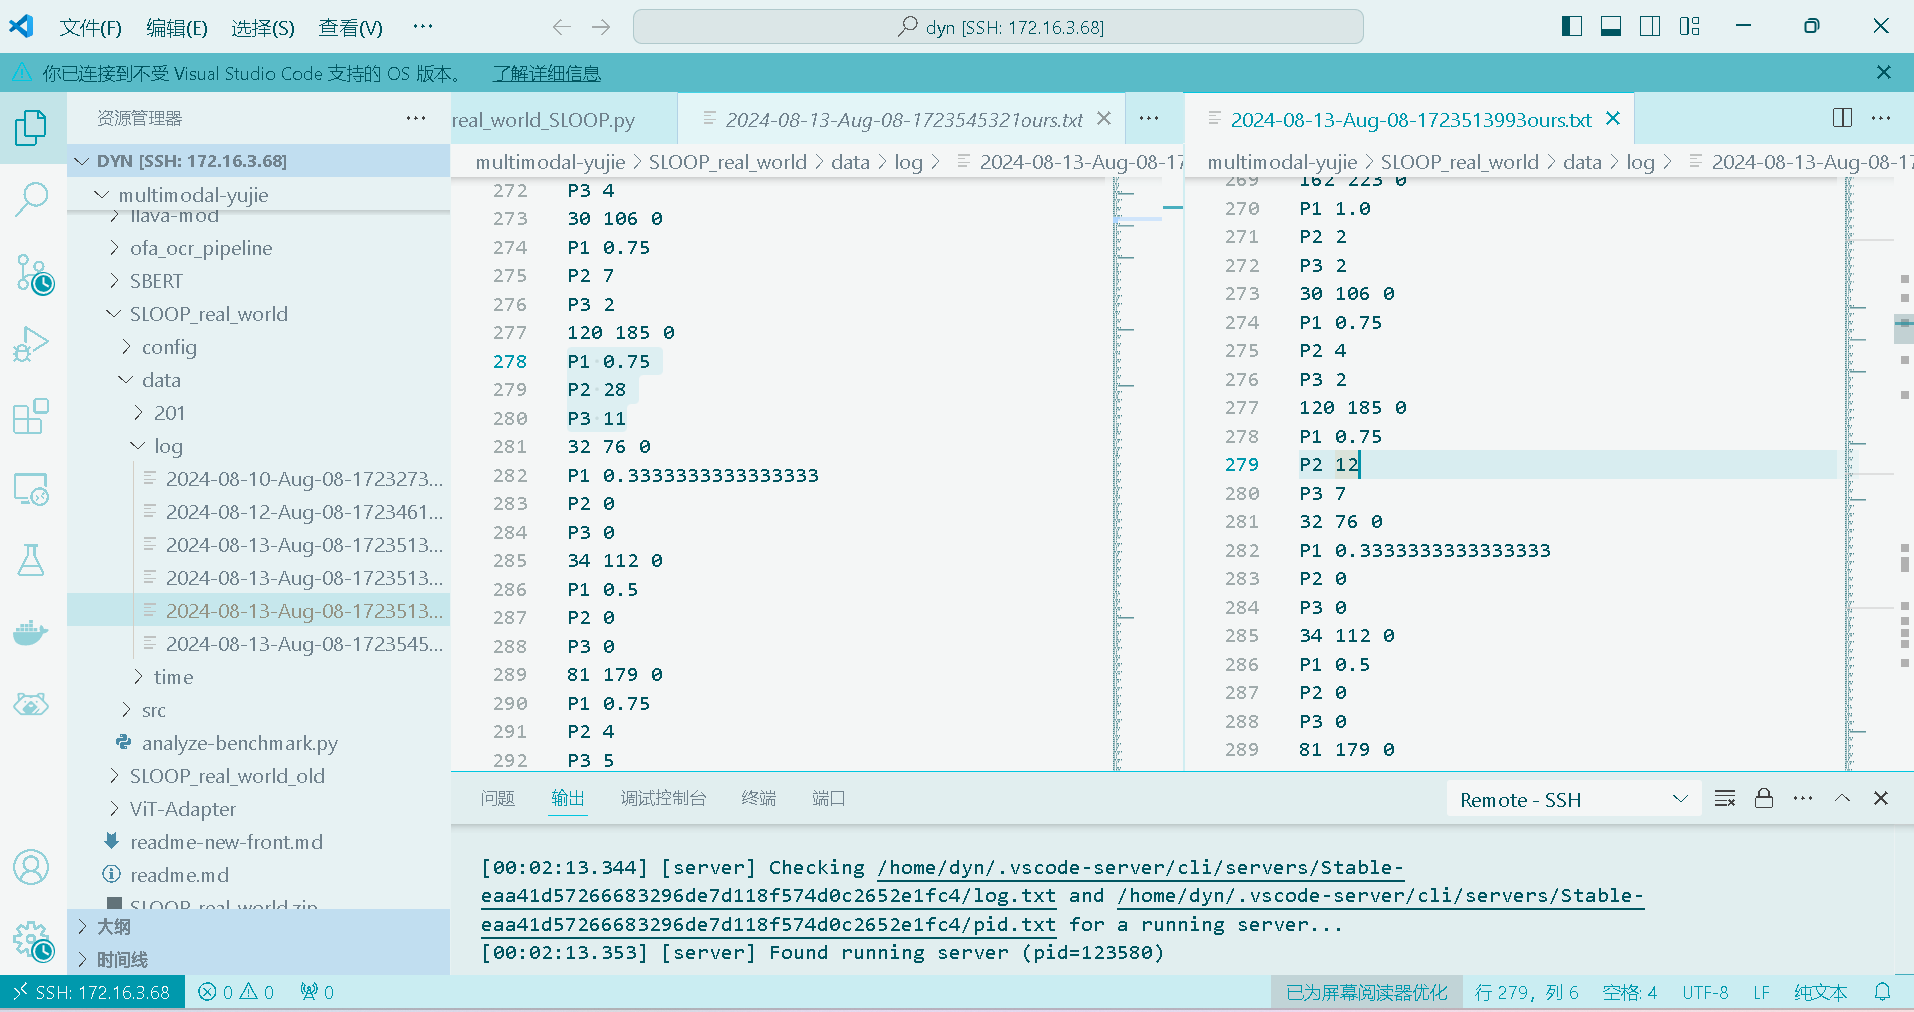 文件(F) 编辑(E) 选择(S) 查看(V) ··· dyn [SSH: 172.16.3.68]
你已连接到不受 Visual Studio Code 支持的 OS 版本。 了解详细信息
资源管理器
DYN [SSH: 172.16.3.68]
multimodal-yujie
llava-mod
ofa_ocr_pipeline
SBERT
SLOOP_real_world
config
data
201
log
2024-08-10-Aug-08-1723273...
2024-08-12-Aug-08-1723461...
2024-08-13-Aug-08-1723513...
2024-08-13-Aug-08-1723513...
2024-08-13-Aug-08-1723513...
2024-08-13-Aug-08-1723545...
time
src
analyze-benchmark.py
SLOOP_real_world_old
ViT-Adapter
readme-new-front.md
readme.md
SLOOP_real_world.zip
大纲
时间线
real_world_SLOOP.py
2024-08-13-Aug-08-1723545321ours.txt
multimodal-yujie > SLOOP_real_world > data > log > 2024-08-13-Aug-08-17
272 P3 4
273 30 106 0
274 P1 0.75
275 P2 7
276 P3 2
277 120 185 0
278 P1 0.75
279 P2 28
280 P3 11
281 32 76 0
282 P1 0.3333333333333333
283 P2 0
284 P3 0
285 34 112 0
286 P1 0.5
287 P2 0
288 P3 0
289 81 179 0
290 P1 0.75
291 P2 4
292 P3 5
2024-08-13-Aug-08-1723513993ours.txt
multimodal-yujie > SLOOP_real_world > data > log > 2024-08-13-Aug-08-17
269 162 223 0
270 P1 1.0
271 P2 2
272 P3 2
273 30 106 0
274 P1 0.75
275 P2 4
276 P3 2
277 120 185 0
278 P1 0.75
279 P2 12
280 P3 7
281 32 76 0
282 P1 0.3333333333333333
283 P2 0
284 P3 0
285 34 112 0
286 P1 0.5
287 P2 0
288 P3 0
289 81 179 0
问题 输出 调试控制台 终端 端口 Remote - SSH
[00:02:13.344] [server] Checking /home/dyn/.vscode-server/cli/servers/Stable-
eaa41d57266683296de7d118f574d0c2652e1fc4/log.txt and /home/dyn/.vscode-server/cli/servers/Stable-
eaa41d57266683296de7d118f574d0c2652e1fc4/pid.txt for a running server...
[00:02:13.353] [server] Found running server (pid=123580)
SSH: 172.16.3.68 0 0 0 已为屏幕阅读器优化 行 279，列 6 空格: 4 UTF-8 LF 纯文本